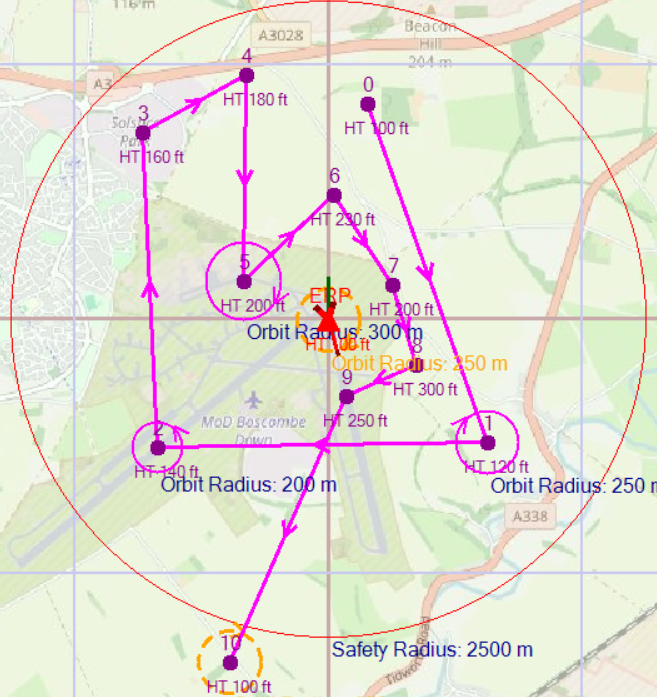 116 m
A3028
Beacon
Hill
204 m
4
A3
0
HT 180 ft
3
Solstice
Park
HT 100 ft
HT 160 ft
6
HT 230 ft
5
7
HT 200 ft
ERP
HT 200 ft
Orbit Radius: 300 m
HT 100 ft
8
Orbit Radius: 250 m
9
HT 300 ft
HT 250 ft
MoD Boscombe
Down
2
1
HT 140 ft
HT 120 ft
Orbit Radius: 200 m
Orbit Radius: 250 m
A338
10
Safety Radius: 2500 m
HT 100 ft
Tidworth Road